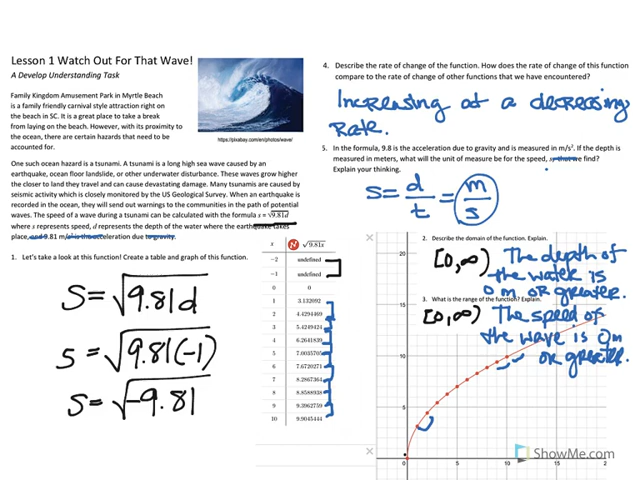 Lesson 1 Watch Out For That Wave!
A Develop Understanding Task
Family Kingdom Amusement Park in Myrtle Beach
is a family friendly carnival style attraction right on
the beach in SC. It is a great place to take a break
from laying on the beach. However, with its proximity to
the ocean, there are certain hazards that need to be
accounted for.
https://pixabay.com/en/photos/wave/
One such ocean hazard is a tsunami. A tsunami is a long high sea wave caused by an
earthquake, ocean floor landslide, or other underwater disturbance. These waves grow higher
the closer to land they travel and can cause devastating damage. Many tsunamis are caused by
seismic activity which is closely monitored by the US Geological Survey. When an earthquake is
recorded in the ocean, they will send out warnings to the communities in the path of potential
waves. The speed of a wave during a tsunami can be calculated with the formula s = √9.81d
where s represents speed, d represents the depth of the water where the earthquake takes
place, and 9.81 m/s² is the acceleration due to gravity.
1. Let's take a look at this function! Create a table and graph of this function.
S = √9.81d
S = √9.81(-1)
S = √-9.81
x √9.81x
−2 undefined
−1 undefined
0 0
1 3.132092
2 4.4294469
3 5.4249424
4 6.2641839
5 7.0035705
6 7.6720271
7 8.2867364
8 8.8588938
9 9.3962759
10 9.9045444
4. Describe the rate of change of the function. How does the rate of change of this function
compare to the rate of change of other functions that we have encountered?
Increasing at a decreasing
rate.
5. In the formula, 9.8 is the acceleration due to gravity and is measured in m/s². If the depth is
measured in meters, what will the unit of measure be for the speed, s, that we find?
Explain your thinking.
S = d/t = m/s
2. Describe the domain of the function. Explain.
[0,∞) The depth of
the water is
0 m or greater.
3. What is the range of the function? Explain.
[0,∞) The speed of
the wave is 0m
or greater.
20
15
10
5
0 5 10 15 2
ShowMe.com